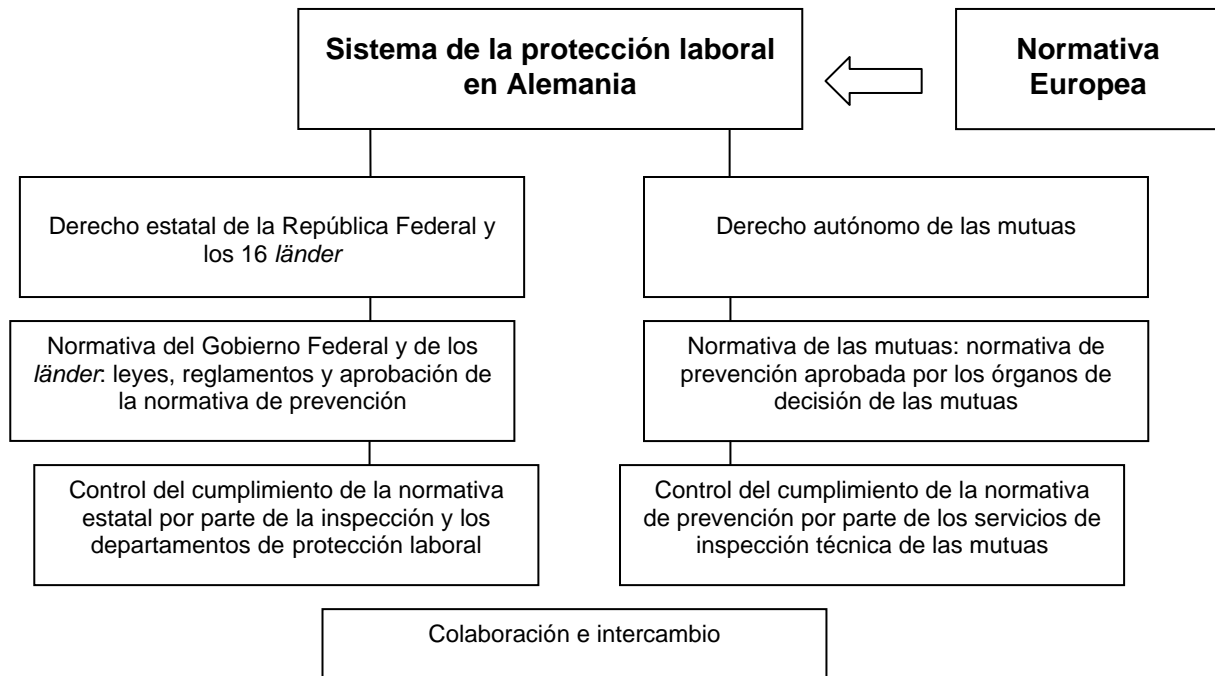 Sistema de la protección laboral
en Alemania
Normativa
Europea
Derecho estatal de la República Federal y
los 16 länder
Derecho autónomo de las mutuas
Normativa del Gobierno Federal y de los
länder: leyes, reglamentos y aprobación de
la normativa de prevención
Normativa de las mutuas: normativa de
prevención aprobada por los órganos de
decisión de las mutuas
Control del cumplimiento de la normativa
estatal por parte de la inspección y los
departamentos de protección laboral
Control del cumplimiento de la normativa
de prevención por parte de los servicios de
inspección técnica de las mutuas
Colaboración e intercambio